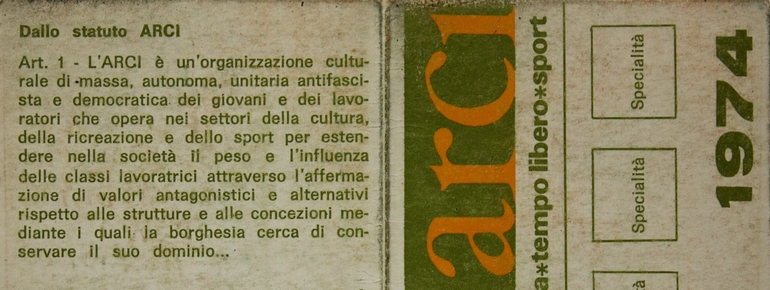 Dallo statuto ARCI
Art. 1 - L'ARCI è un'organizzazione cultu-
rale di massa, autonoma, unitaria antifasci-
sta e democratica dei giovani e dei lavo-
ratori che opera nei settori della cultura,
della ricreazione e dello sport per esten-
dere nella società il peso e l'influenza
delle classi lavoratrici attraverso l'afferma-
zione di valori antagonistici e alternativi
rispetto alle strutture e alle concezioni me-
diante i quali la borghesia cerca di con-
servare il suo dominio...
arci
a*tempo libero*sport
Specialità
Specialità
1974